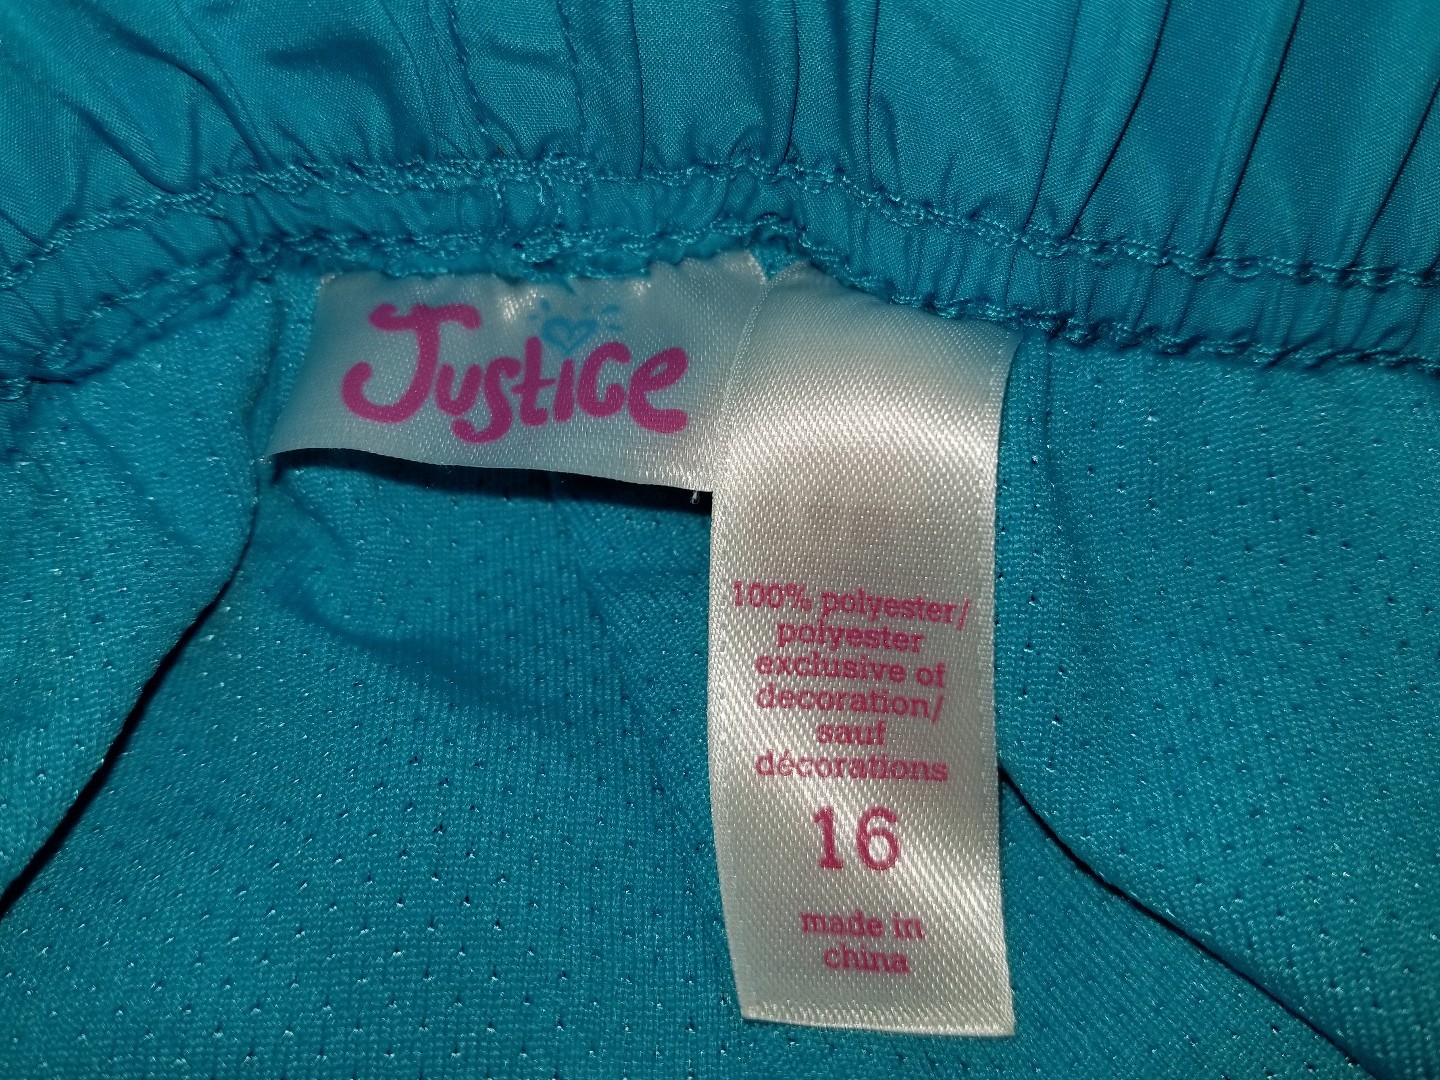 Justice
100% polyester/
polyester
exclusive of
decoration/
sauf
décorations
16
made in
china